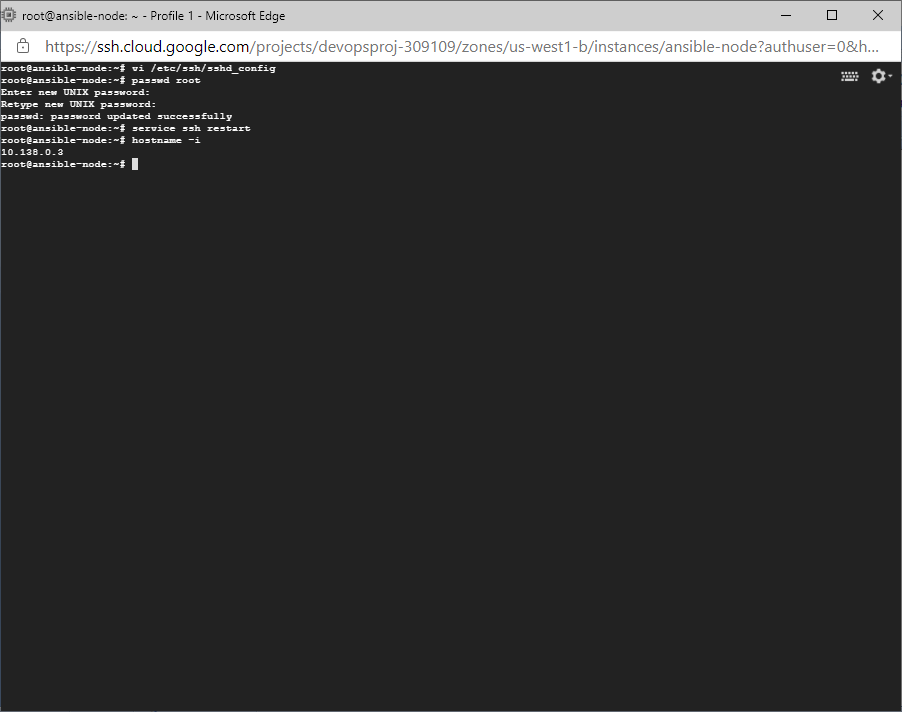 root@ansible-node: ~ - Profile 1 - Microsoft Edge
https://ssh.cloud.google.com/projects/devopsproj-309109/zones/us-west1-b/instances/ansible-node?authuser=0&h...
root@ansible-node:~# vi /etc/ssh/sshd_config
root@ansible-node:~# passwd root
Enter new UNIX password:
Retype new UNIX password:
passwd: password updated successfully
root@ansible-node:~# service ssh restart
root@ansible-node:~# hostname -i
10.138.0.3
root@ansible-node:~#